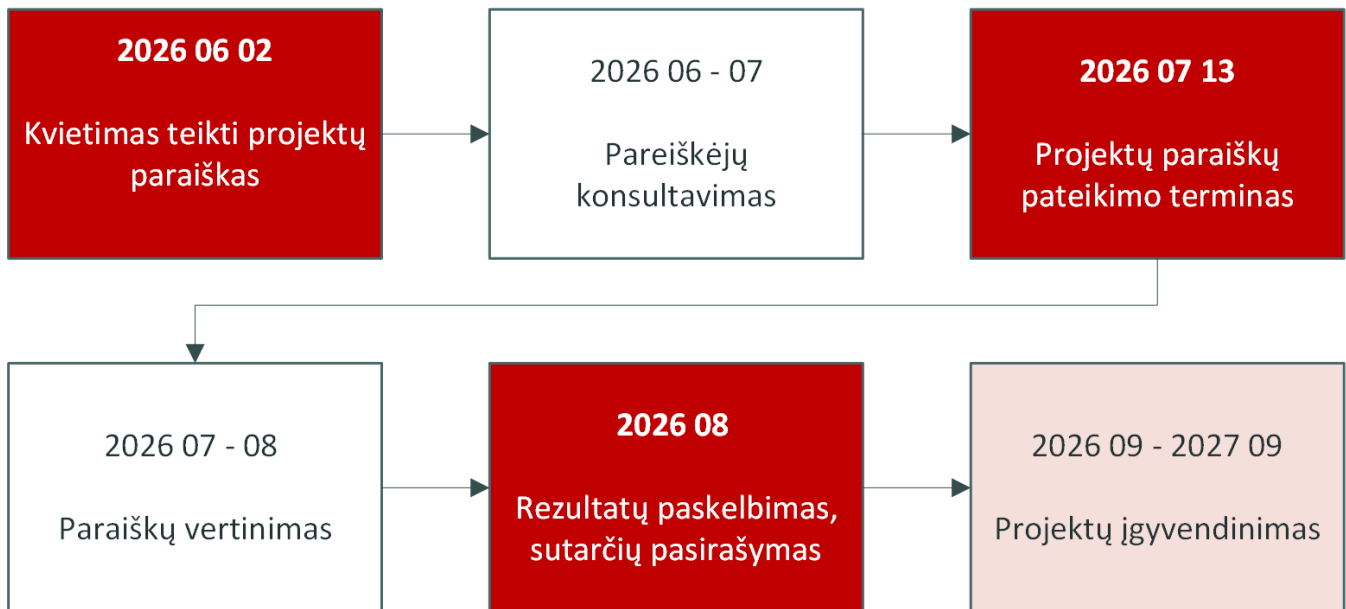 2026 06 02
Kvietimas teikti projektų
paraiškas
2026 06 - 07
Pareiškėjų
konsultavimas
2026 07 13
Projektų paraiškų
pateikimo terminas
2026 07 - 08
Paraiškų vertinimas
2026 08
Rezultatų paskelbimas,
sutarčių pasirašymas
2026 09 - 2027 09
Projektų įgyvendinimas